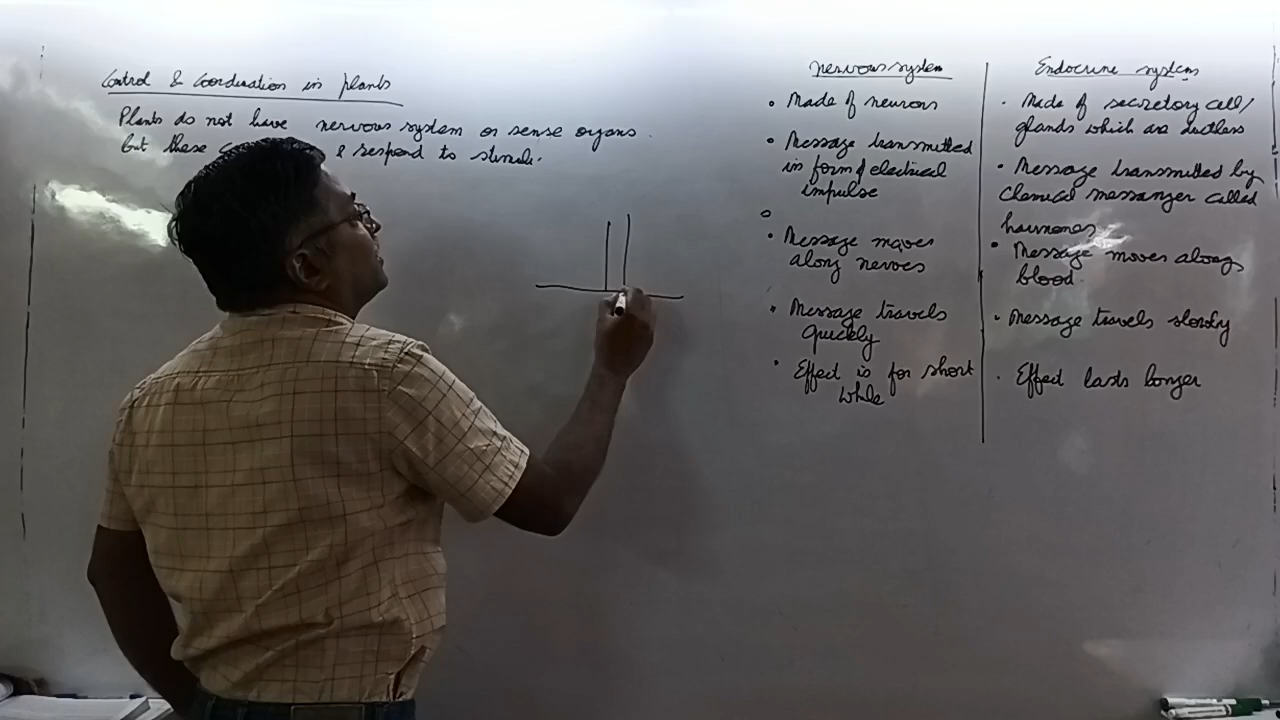 Control & Coordination in plants
Plants do not have nervous system or sense organs.
but these & respond to stimuli.
nervous system
• Made of neurons
• Message transmitted
in form of electrical
impulse
• Message moves
along nerves
• Message travels
quickly
• Effect is for short
while
Endocrine system
• Made of secretory cell/
glands which are ductless
• Message transmitted by
Chemical messanger called
hormones
• Message moves along
blood.
• Message travels slowly
• Effect lasts longer